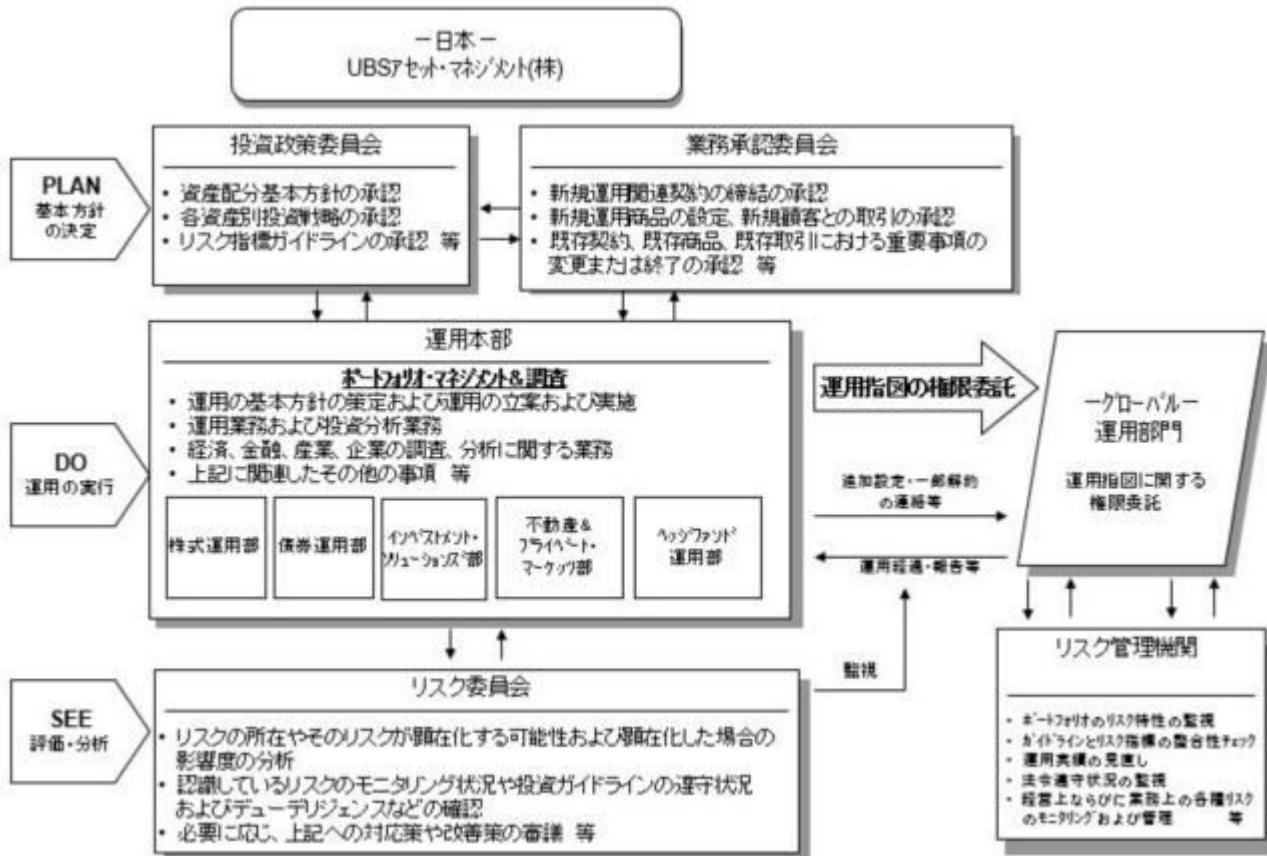 －日本－
UBSアセット・マネジメント(株)
PLAN
基本方針
の決定
投資政策委員会
• 資産配分基本方針の承認
• 各資産別投資戦略の承認
• リスク指標ガイドラインの承認 等
業務承認委員会
• 新規運用関連契約の締結の承認
• 新規運用商品の設定、新規顧客との取引の承認
• 既存契約、既存商品、既存取引における重要事項の
変更または終了の承認 等
DO
運用の実行
運用本部
ポートフォリオ・マネジメント&調査
• 運用の基本方針の策定および運用の立案および実施
• 運用業務および投資分析業務
• 経済、金融、産業、企業の調査、分析に関する業務
• 上記に関連したその他の事項 等
株式運用部
債券運用部
インベストメント・
ソリューションズ部
不動産&
プライベート・
マーケッツ部
ヘッジファンド
運用部
運用指図の権限委託
追加設定・一部解約
の連絡等
運用経過・報告等
監視
－グローバル－
運用部門
運用指図に関する
権限委託
SEE
評価・分析
リスク委員会
• リスクの所在やそのリスクが顕在化する可能性および顕在化した場合の
影響度の分析
• 認識しているリスクのモニタリング状況や投資ガイドラインの遵守状況
およびデューデリジェンスなどの確認
• 必要に応じ、上記への対応策や改善策の審議 等
リスク管理機関
• ポートフォリオのリスク特性の監視
• ガイドラインとリスク指標の整合性チェック
• 運用実績の見直し
• 法令遵守状況の監視
• 経営上ならびに業務上の各種リスク
のモニタリングおよび管理 等